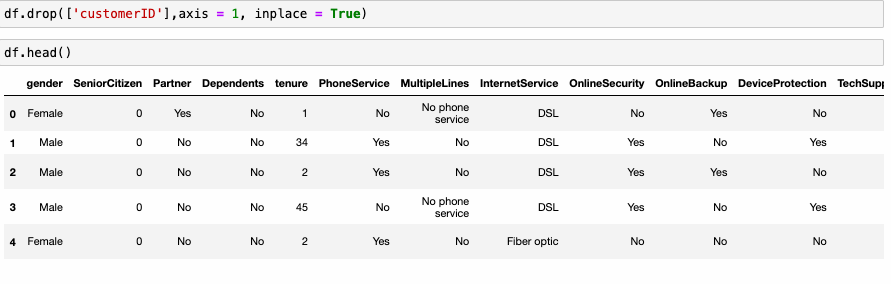 df.drop(['customerID'],axis = 1, inplace = True)
df.head()
gender SeniorCitizen Partner Dependents tenure PhoneService MultipleLines InternetService OnlineSecurity OnlineBackup DeviceProtection TechSupp
0 Female 0 Yes No 1 No No phone service DSL No Yes No
1 Male 0 No No 34 Yes No DSL Yes No Yes
2 Male 0 No No 2 Yes No DSL Yes Yes No
3 Male 0 No No 45 No No phone service DSL Yes No Yes
4 Female 0 No No 2 Yes No Fiber optic No No No